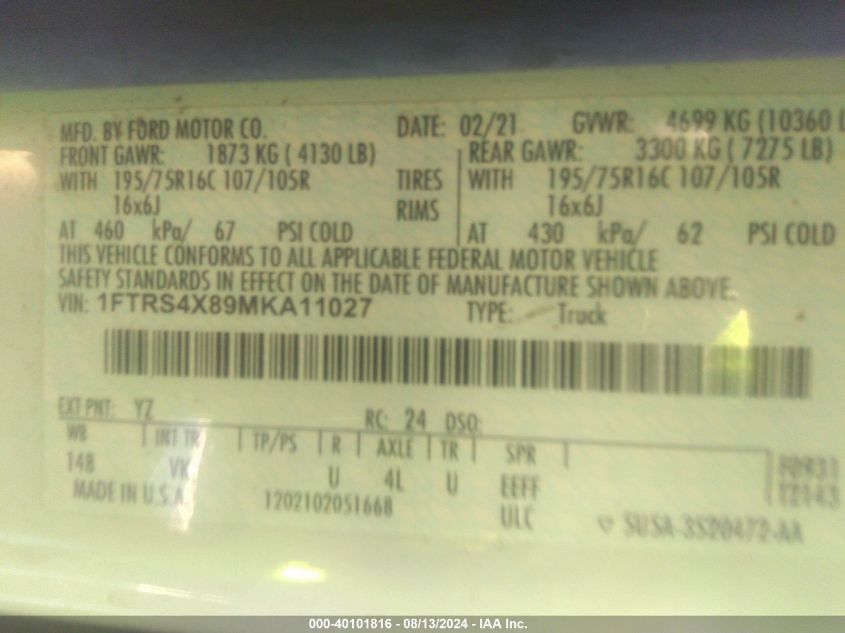 MFD. BY FORD MOTOR CO. DATE: 02/21 GVWR: 4699 KG (10360 L
FRONT GAWR: 1873 KG ( 4130 LB) REAR GAWR: 3300 KG ( 7275 LB)
WITH 195/75R16C 107/105R TIRES WITH 195/75R16C 107/105R
16x6J RIMS 16x6J
AT 460 kPa/ 67 PSI COLD AT 430 kPa/ 62 PSI COLD
THIS VEHICLE CONFORMS TO ALL APPLICABLE FEDERAL MOTOR VEHICLE
SAFETY STANDARDS IN EFFECT ON THE DATE OF MANUFACTURE SHOWN ABOVE.
VIN: 1FTRS4X89MKA11027 TYPE: Truck
EXT PNT: YZ RC: 24 DSO:
WB INT TR TP/PS R AXLE TR SPR
148 VK U 4L U EEFF
MADE IN U.S.A. 1202102051668 ULC
12143
SUSA-3520472-AA
000-40101816 - 08/13/2024 - IAA Inc.